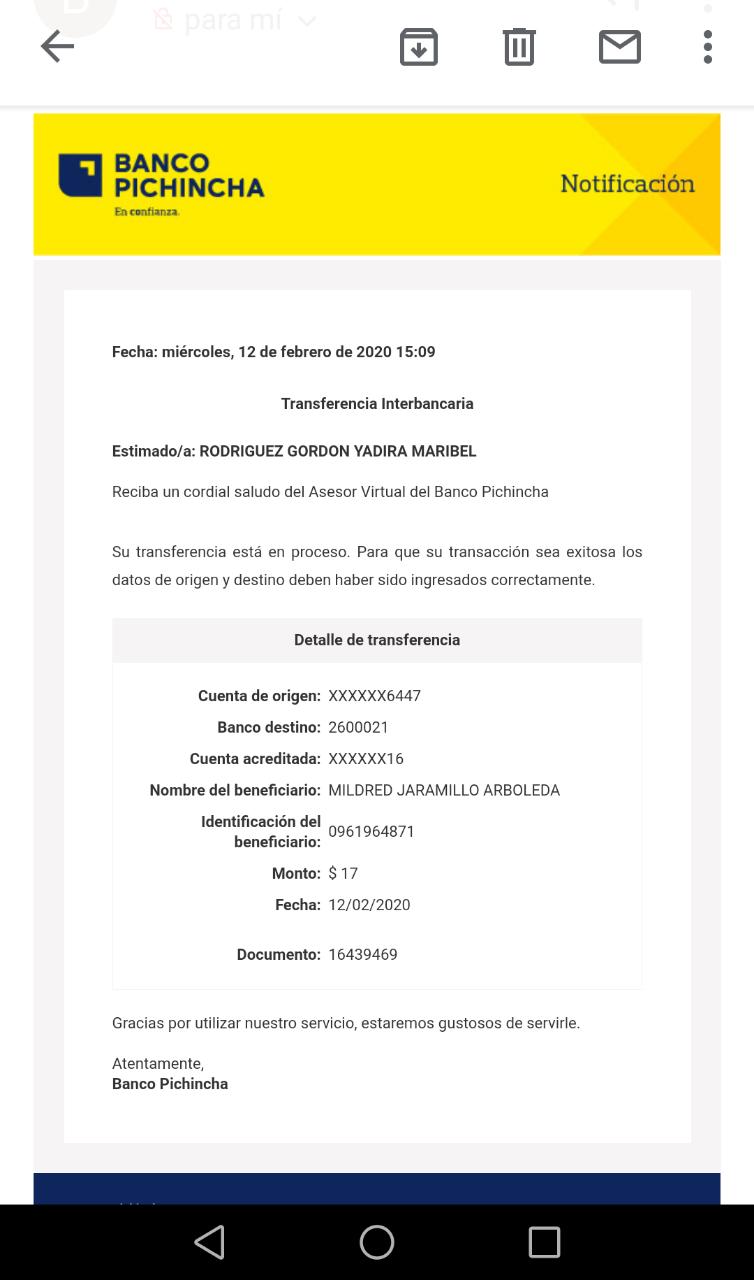 para mí
BANCO
PICHINCHA
En confianza.
Notificación
Fecha: miércoles, 12 de febrero de 2020 15:09
Transferencia Interbancaria
Estimado/a: RODRIGUEZ GORDON YADIRA MARIBEL
Reciba un cordial saludo del Asesor Virtual del Banco Pichincha
Su transferencia está en proceso. Para que su transacción sea exitosa los
datos de origen y destino deben haber sido ingresados correctamente.
Detalle de transferencia
Cuenta de origen: XXXXXX6447
Banco destino: 2600021
Cuenta acreditada: XXXXXX16
Nombre del beneficiario: MILDRED JARAMILLO ARBOLEDA
Identificación del
beneficiario: 0961964871
Monto: $ 17
Fecha: 12/02/2020
Documento: 16439469
Gracias por utilizar nuestro servicio, estaremos gustosos de servirle.
Atentamente,
Banco Pichincha